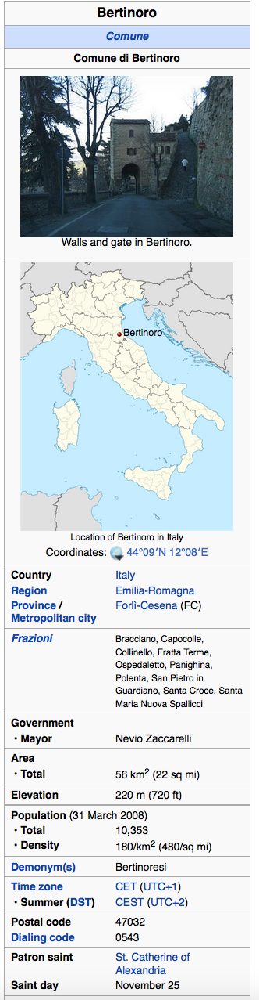 Bertinoro
Comune
Comune di Bertinoro
Walls and gate in Bertinoro.
Bertinoro
Location of Bertinoro in Italy
Coordinates: 44°09′N 12°08′E
Country Italy
Region Emilia-Romagna
Province / Forlì-Cesena (FC)
Metropolitan city
Frazioni Bracciano, Capocolle,
Collinello, Fratta Terme,
Ospedaletto, Panighina,
Polenta, San Pietro in
Guardiano, Santa Croce, Santa
Maria Nuova Spallicci
Government
• Mayor Nevio Zaccarelli
Area
• Total 56 km² (22 sq mi)
Elevation 220 m (720 ft)
Population (31 March 2008)
• Total 10,353
• Density 180/km² (480/sq mi)
Demonym(s) Bertinoresi
Time zone CET (UTC+1)
• Summer (DST) CEST (UTC+2)
Postal code 47032
Dialing code 0543
Patron saint St. Catherine of
Alexandria
Saint day November 25